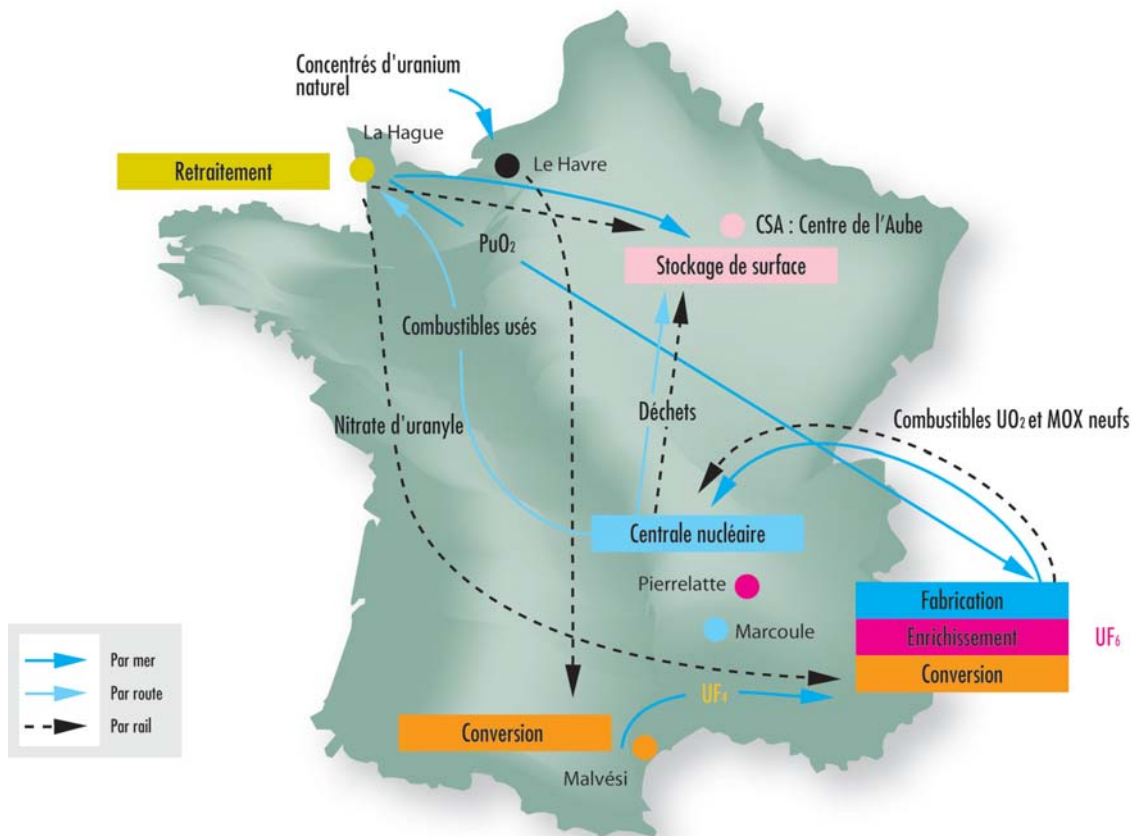 Concentrés d'uranium
naturel
La Hague
Retraitement
Le Havre
PuO₂
CSA : Centre de l'Aube
Stockage de surface
Combustibles usés
Nitrate d'uranyle
Déchets
Combustibles UO₂ et MOX neufs
Centrale nucléaire
Pierrelatte
Marcoule
Fabrication
Enrichissement
UF₆
Conversion
UF₄
Conversion
Malvési
Par mer
Par route
Par rail